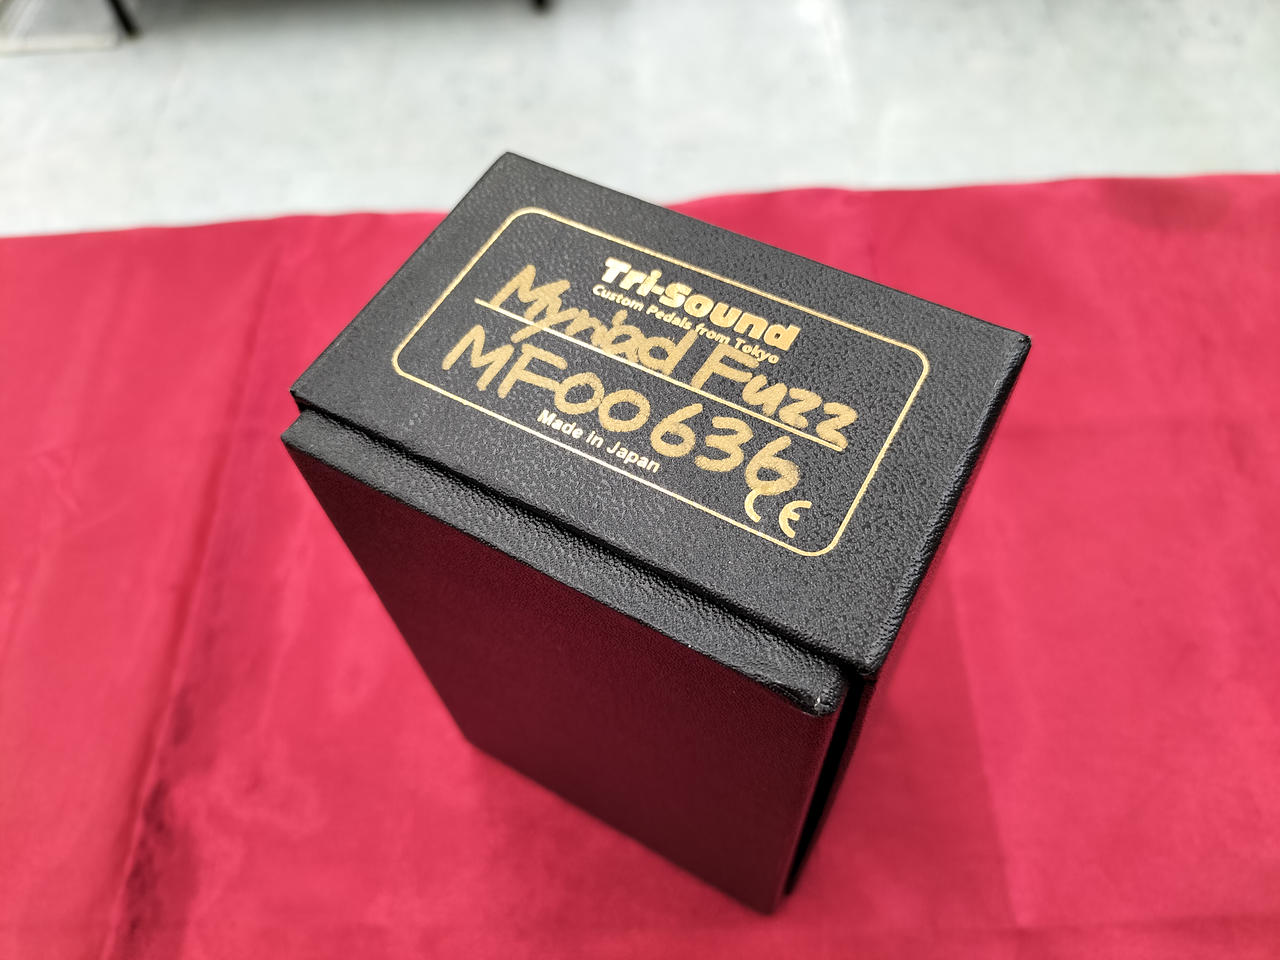 Tri-Sound
Custom Pedals from Tokyo
Myriad Fuzz
MF00636
Made in Japan
CE